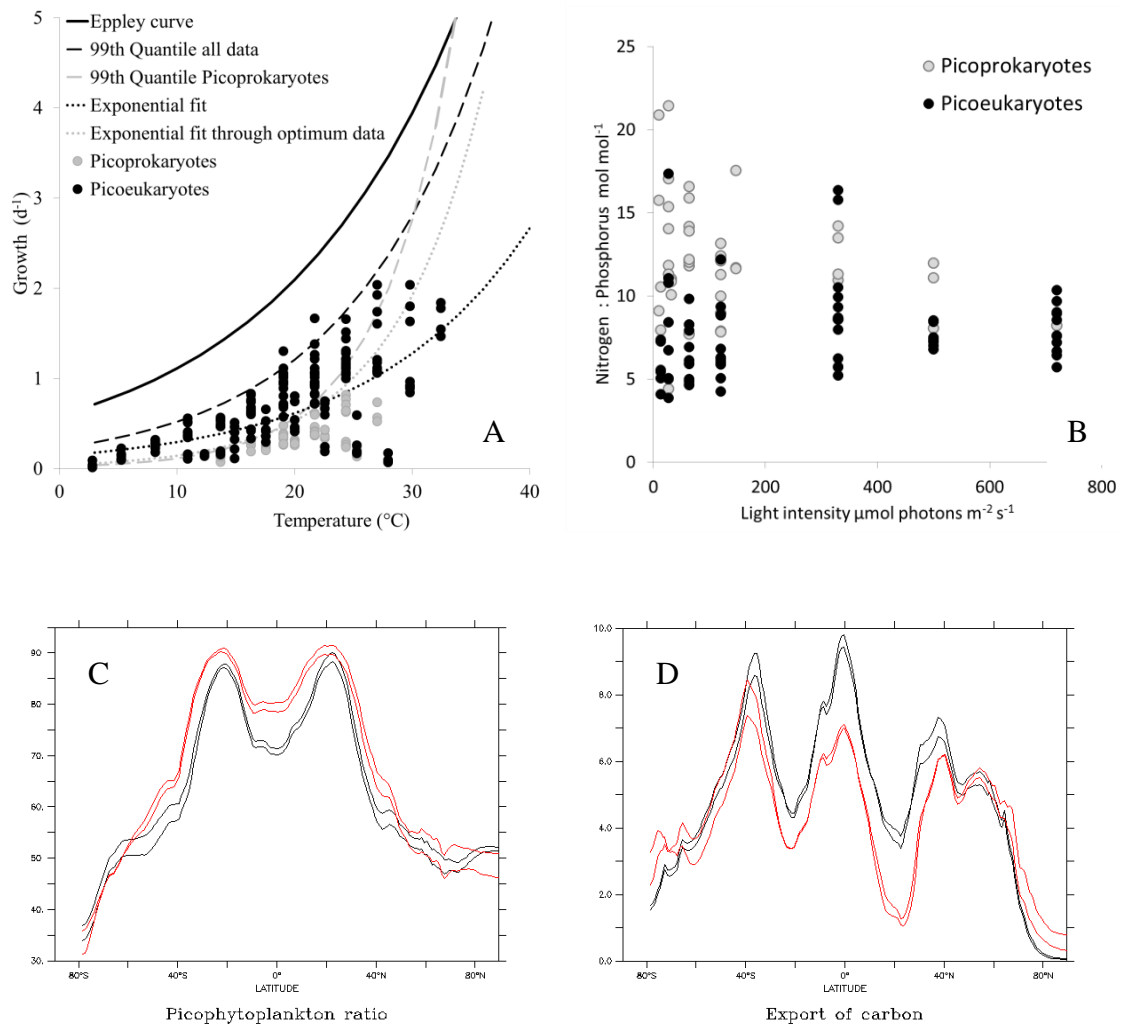 5
4
3
2
1
0
Growth (d⁻¹)
Eppley curve
99th Quantile all data
99th Quantile Picoprokaryotes
Exponential fit
Exponential fit through optimum data
Picoprokaryotes
Picoeukaryotes
A
0 10 20 30 40
Temperature (°C)
25
20
15
10
5
0
Nitrogen : Phosphorus mol mol⁻¹
Picoprokaryotes
Picoeukaryotes
B
0 200 400 600 800
Light intensity µmol photons m⁻² s⁻¹
90.
80.
70.
60.
50.
40.
30.
C
80°S 40°S 0° 40°N 80°N
LATITUDE
Picophytoplankton ratio
10.0
8.0
6.0
4.0
2.0
0.0
D
80°S 40°S 0° 40°N 80°N
LATITUDE
Export of carbon